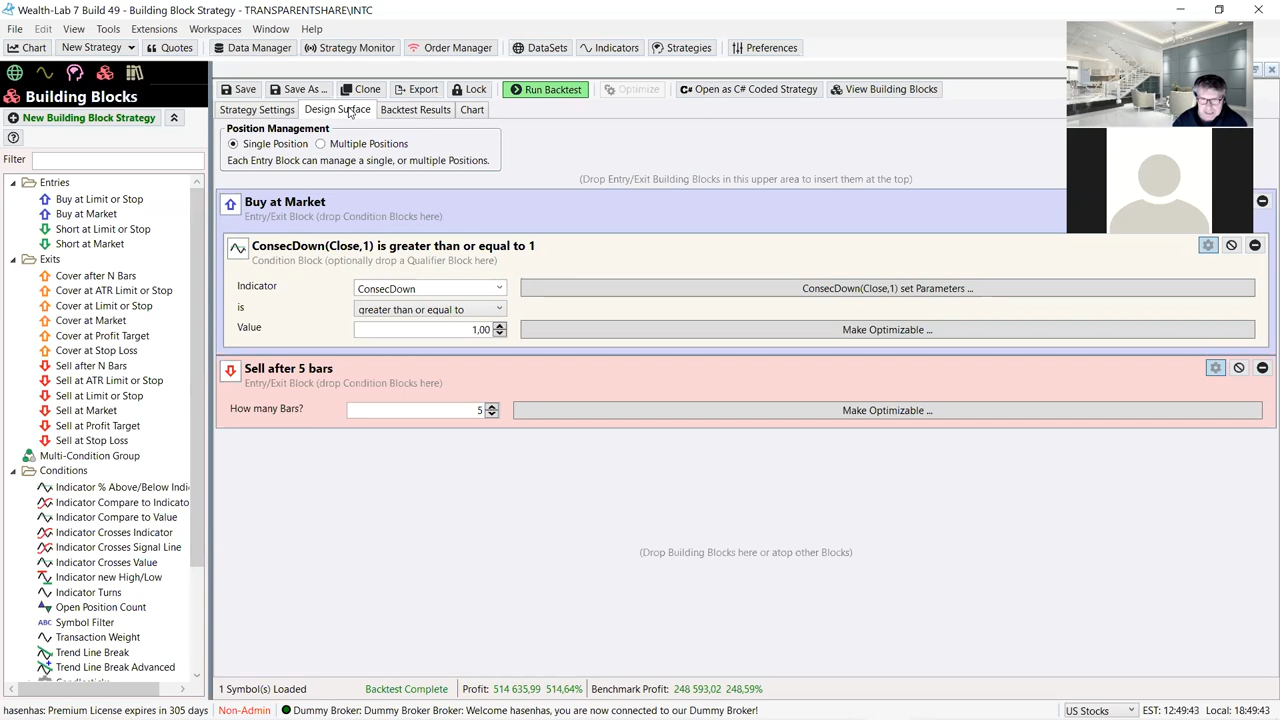 Wealth-Lab 7 Build 49 - Building Block Strategy - TRANSPARENTSHARE\INTC
File Edit View Tools Extensions Workspaces Window Help
Chart New Strategy Quotes Data Manager Strategy Monitor Order Manager DataSets Indicators Strategies Preferences
Building Blocks
New Building Block Strategy
Filter
Entries
Buy at Limit or Stop
Buy at Market
Short at Limit or Stop
Short at Market
Exits
Cover after N Bars
Cover at ATR Limit or Stop
Cover at Limit or Stop
Cover at Market
Cover at Profit Target
Cover at Stop Loss
Sell after N Bars
Sell at ATR Limit or Stop
Sell at Limit or Stop
Sell at Market
Sell at Profit Target
Sell at Stop Loss
Multi-Condition Group
Conditions
Indicator % Above/Below Indi
Indicator Compare to Indicato
Indicator Compare to Value
Indicator Crosses Indicator
Indicator Crosses Signal Line
Indicator Crosses Value
Indicator new High/Low
Indicator Turns
Open Position Count
ABC Symbol Filter
Transaction Weight
Trend Line Break
Trend Line Break Advanced
Save Save As ... Clone Export Lock Run Backtest Optimize C# Open as C# Coded Strategy View Building Blocks
Strategy Settings Design Surface Backtest Results Chart
Position Management
Single Position Multiple Positions
Each Entry Block can manage a single, or multiple Positions.
(Drop Entry/Exit Building Blocks in this upper area to insert them at the top)
Buy at Market
Entry/Exit Block (drop Condition Blocks here)
ConsecDown(Close,1) is greater than or equal to 1
Condition Block (optionally drop a Qualifier Block here)
Indicator ConsecDown ConsecDown(Close,1) set Parameters ...
is greater than or equal to
Value 1,00 Make Optimizable ...
Sell after 5 bars
Entry/Exit Block (drop Condition Blocks here)
How many Bars? 5 Make Optimizable ...
(Drop Building Blocks here or atop other Blocks)
1 Symbol(s) Loaded Backtest Complete Profit: 514 635,99 514,64% Benchmark Profit: 248 593,02 248,59%
hasenhas: Premium License expires in 305 days Non-Admin Dummy Broker: Dummy Broker Broker: Welcome hasenhas, you are now connected to our Dummy Broker! US Stocks EST: 12:49:43 Local: 18:49:43